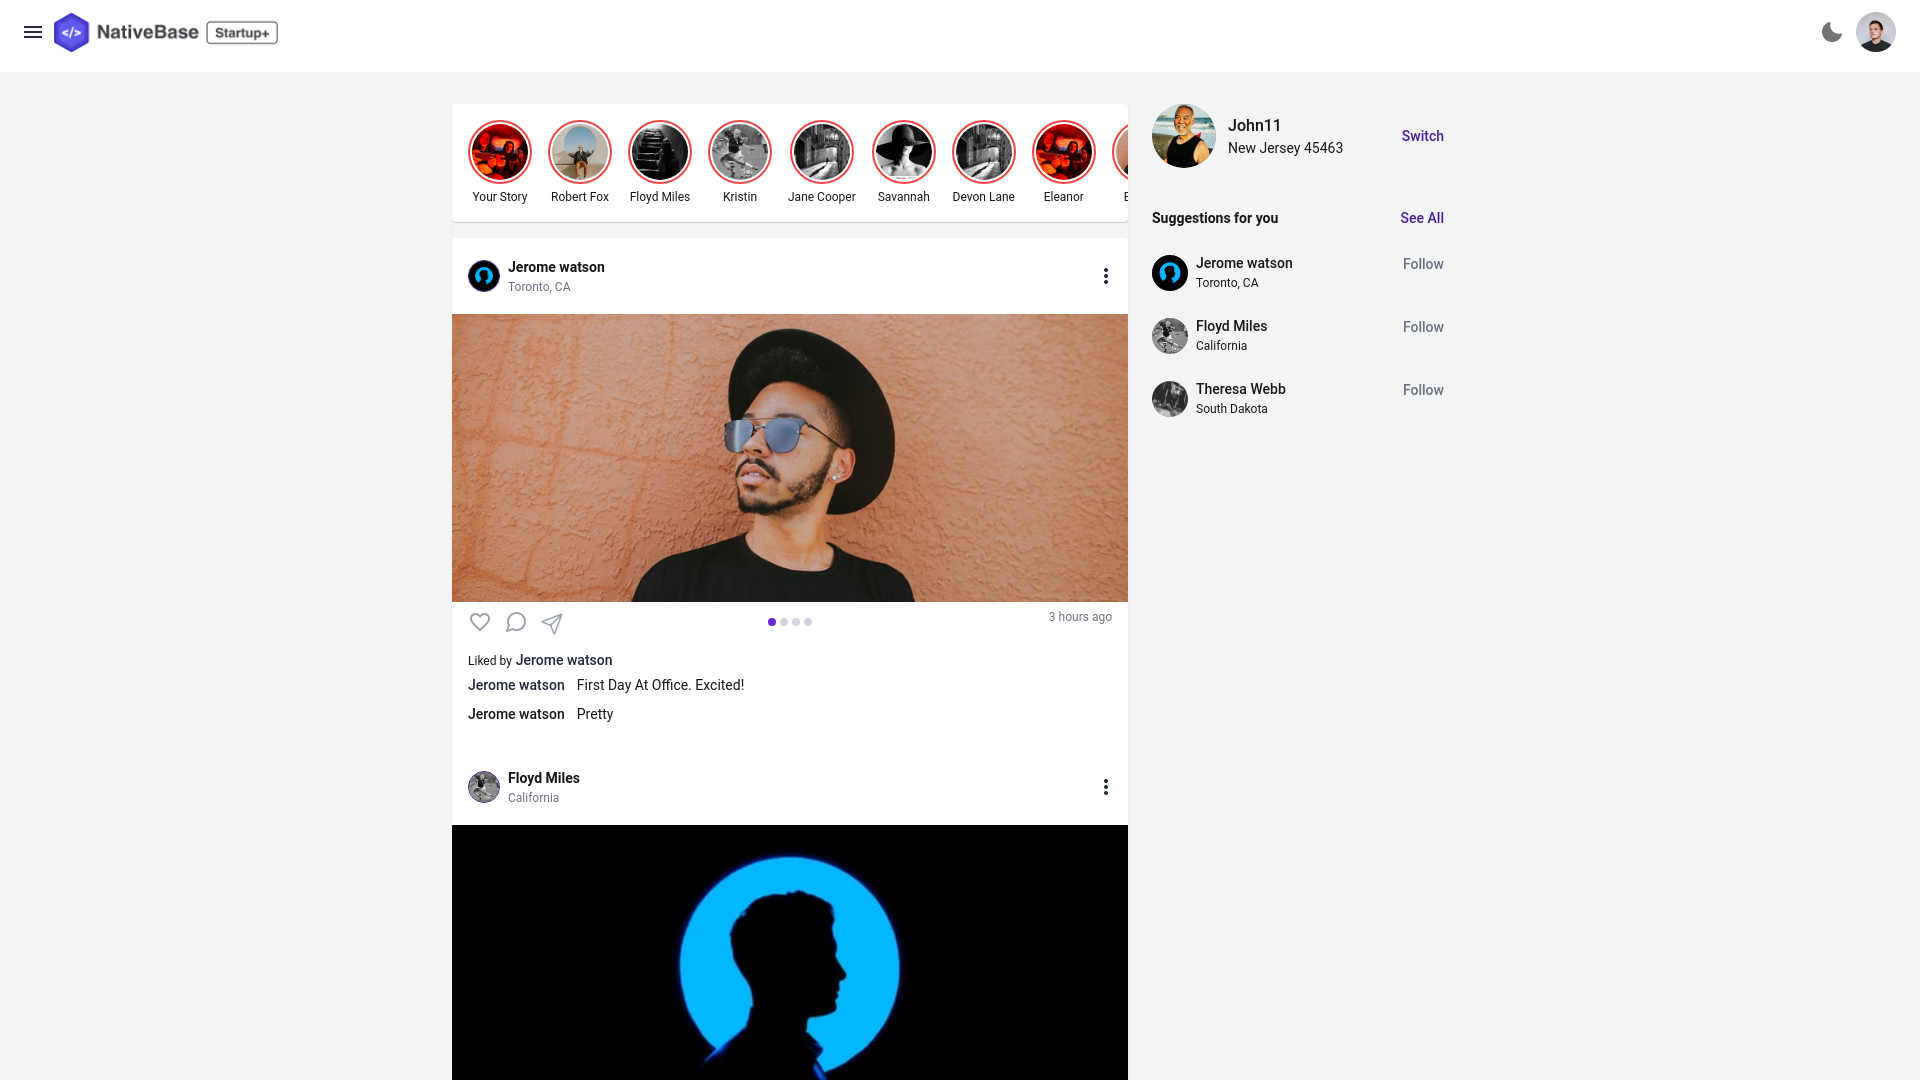 </> NativeBase Startup+
Your Story
Robert Fox
Floyd Miles
Kristin
Jane Cooper
Savannah
Devon Lane
Eleanor
Jerome watson
Toronto, CA
3 hours ago
Liked by Jerome watson
Jerome watson First Day At Office. Excited!
Jerome watson Pretty
Floyd Miles
California
John11
New Jersey 45463
Switch
Suggestions for you
See All
Jerome watson
Toronto, CA
Follow
Floyd Miles
California
Follow
Theresa Webb
South Dakota
Follow